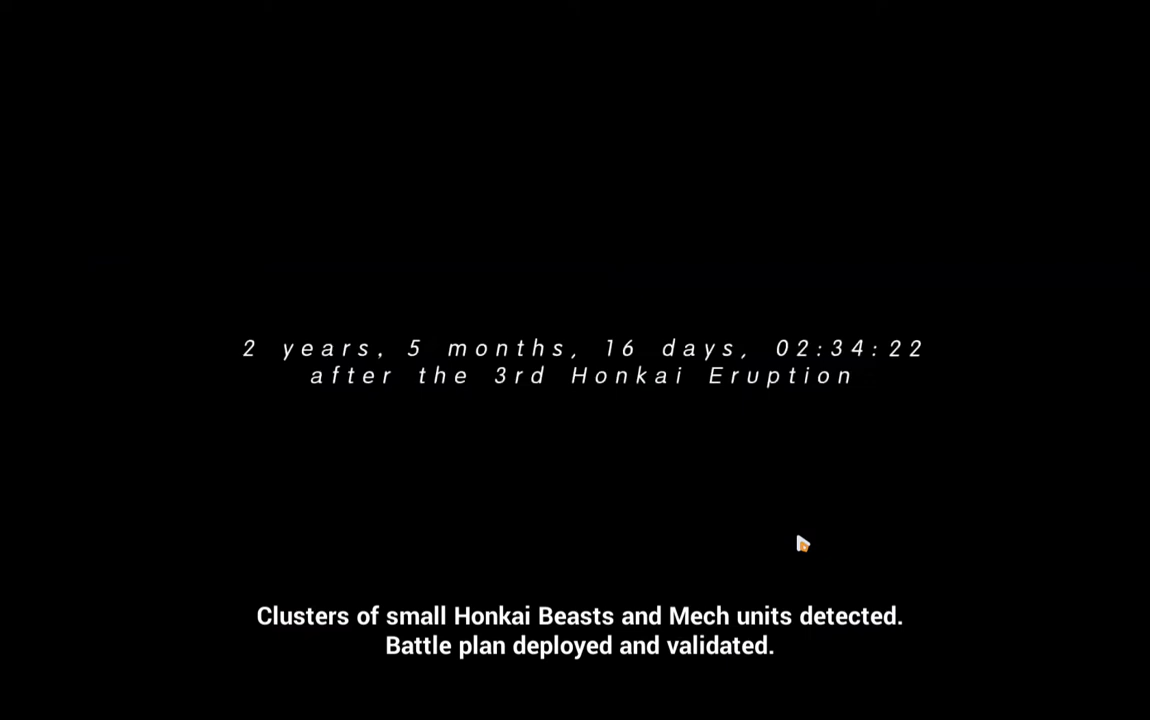 2 years, 5 months, 16 days, 02:34:22
after the 3rd Honkai Eruption
Clusters of small Honkai Beasts and Mech units detected.
Battle plan deployed and validated.